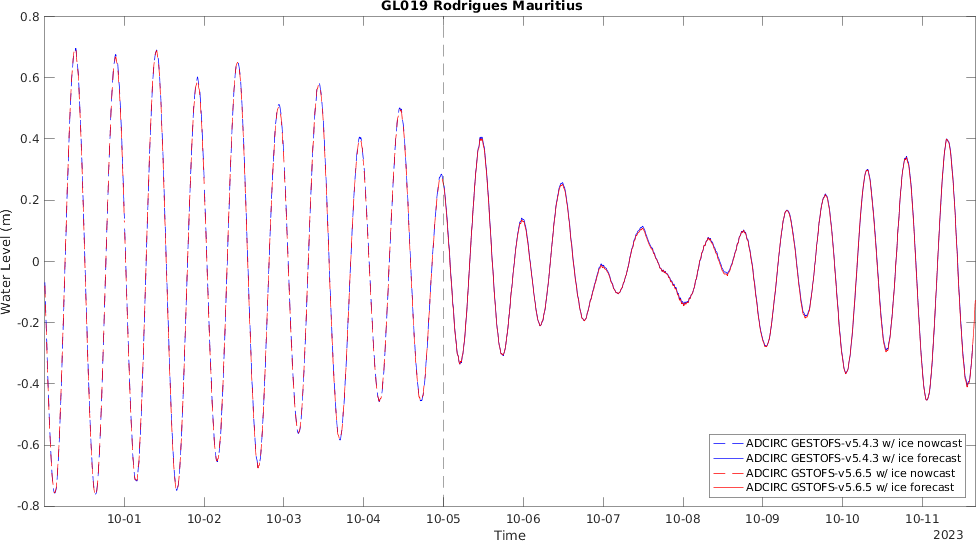 GL019 Rodrigues Mauritius
0.8
0.6
0.4
0.2
0
-0.2
-0.4
-0.6
-0.8
Water Level (m)
ADCIRC GESTOFS-v5.4.3 w/ ice nowcast
ADCIRC GESTOFS-v5.4.3 w/ ice forecast
ADCIRC GSTOFS-v5.6.5 w/ ice nowcast
ADCIRC GSTOFS-v5.6.5 w/ ice forecast
10-01 10-02 10-03 10-04 10-05 10-06 10-07 10-08 10-09 10-10 10-11
Time
2023